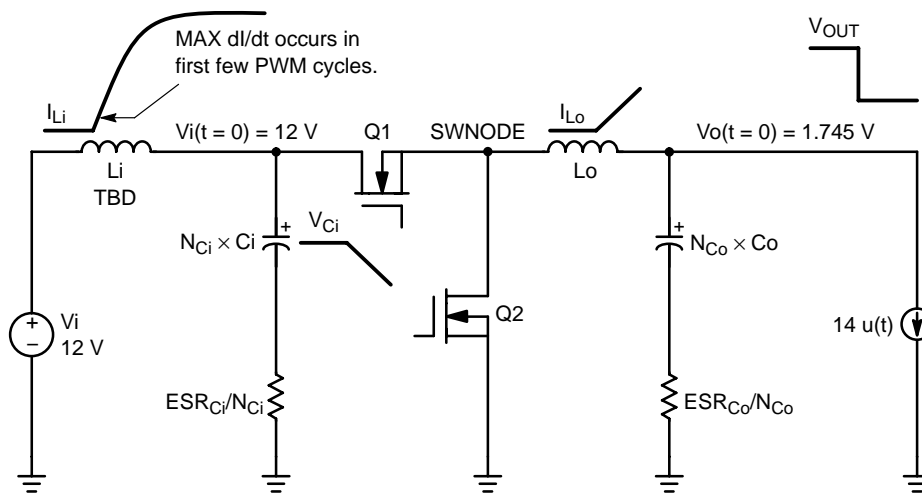 MAX dI/dt occurs in
first few PWM cycles.
V_OUT
I_Li
Vi(t = 0) = 12 V
Q1
SWNODE
I_Lo
Vo(t = 0) = 1.745 V
Li
TBD
Lo
V_Ci
N_Ci × Ci
+
N_Co × Co
+
Q2
+
−
Vi
12 V
14 u(t)
ESR_Ci/N_Ci
ESR_Co/N_Co